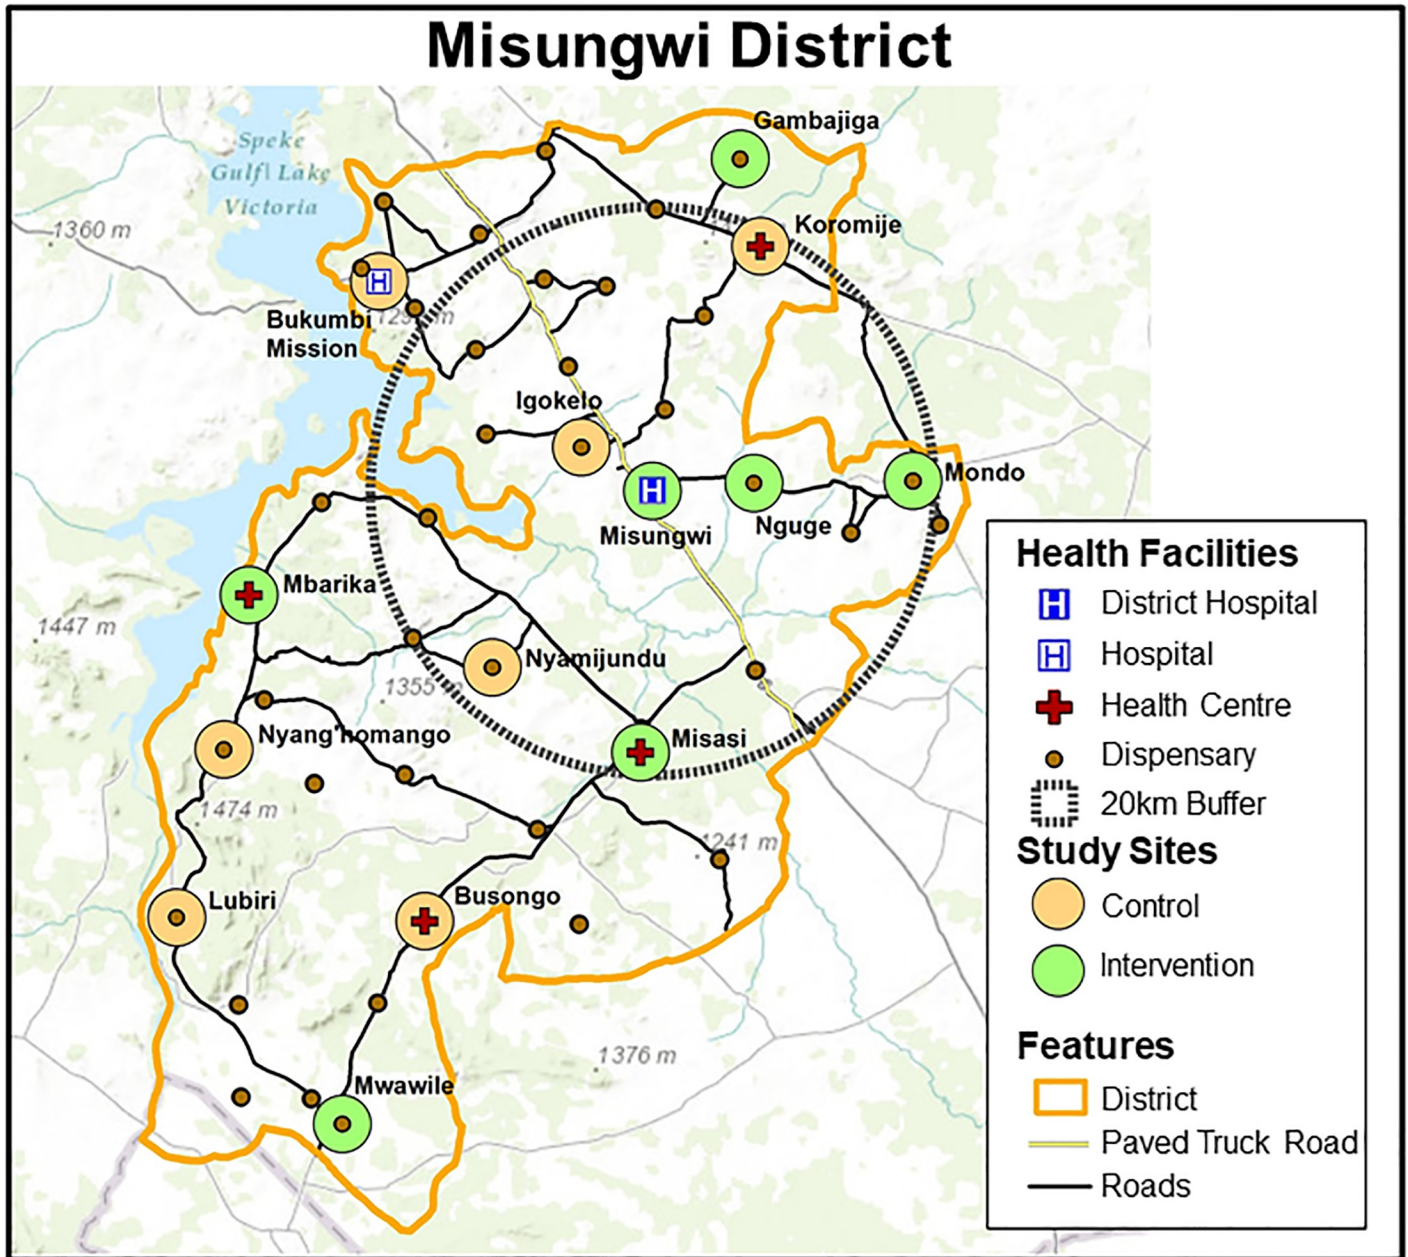 Misungwi District
Gambajiga
Speke
Gulf| Lake
Victoria
1360 m
Koromije
Bukumbi
Mission
Igokelo
Mondo
Misungwi
Nguge
Mbarika
1447 m
Nyamijundu
1355 m
Nyang'homango
Misasi
1474 m
1241 m
Lubiri
Busongo
1376 m
Mwawile
Health Facilities
H District Hospital
H Hospital
Health Centre
Dispensary
20km Buffer
Study Sites
Control
Intervention
Features
District
Paved Truck Road
Roads